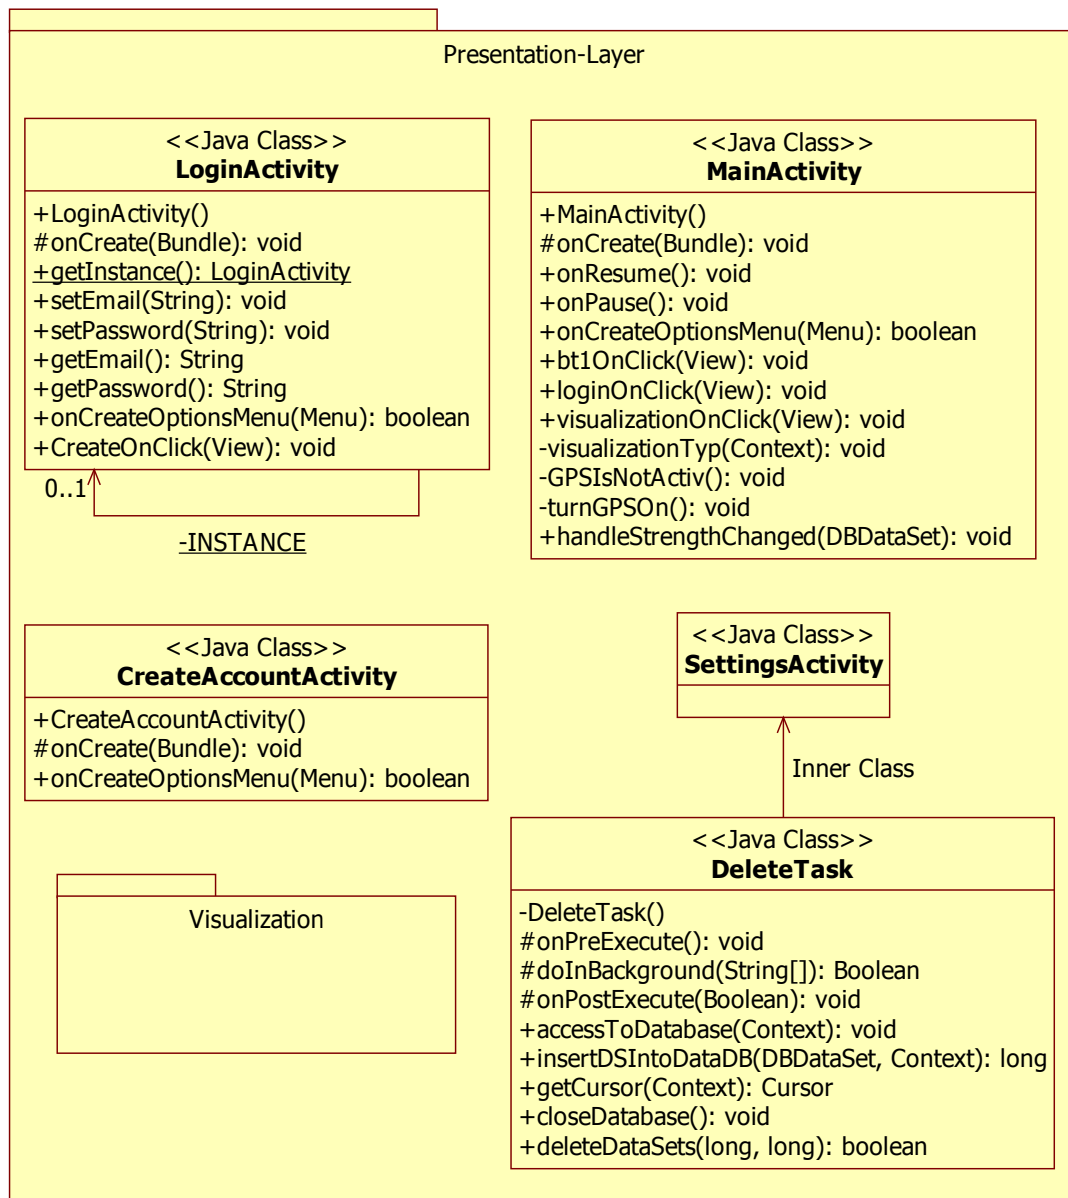 Presentation-Layer
<<Java Class>>
LoginActivity
+LoginActivity()
#onCreate(Bundle): void
+getInstance(): LoginActivity
+setEmail(String): void
+setPassword(String): void
+getEmail(): String
+getPassword(): String
+onCreateOptionsMenu(Menu): boolean
+CreateOnClick(View): void
0..1
-INSTANCE
<<Java Class>>
MainActivity
+MainActivity()
#onCreate(Bundle): void
+onResume(): void
+onPause(): void
+onCreateOptionsMenu(Menu): boolean
+bt1OnClick(View): void
+loginOnClick(View): void
+visualizationOnClick(View): void
-visualizationTyp(Context): void
-GPSIsNotActiv(): void
-turnGPSOn(): void
+handleStrengthChanged(DBDataSet): void
<<Java Class>>
CreateAccountActivity
+CreateAccountActivity()
#onCreate(Bundle): void
+onCreateOptionsMenu(Menu): boolean
<<Java Class>>
SettingsActivity
Inner Class
Visualization
<<Java Class>>
DeleteTask
-DeleteTask()
#onPreExecute(): void
#doInBackground(String[]): Boolean
#onPostExecute(Boolean): void
+accessToDatabase(Context): void
+insertDSIntoDataDB(DBDataSet, Context): long
+getCursor(Context): Cursor
+closeDatabase(): void
+deleteDataSets(long, long): boolean